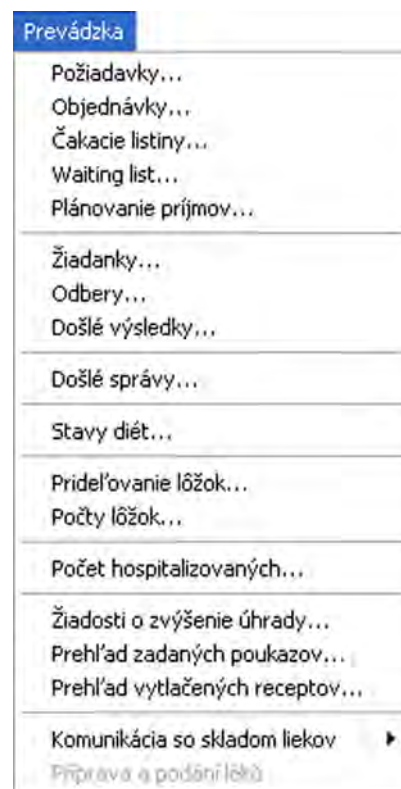 Prevádzka
Požiadavky...
Objednávky...
Čakacie listiny...
Waiting list...
Plánovanie príjmov...
Žiadanky...
Odbery...
Došlé výsledky...
Došlé správy...
Stavy diét...
Prideľovanie lôžok...
Počty lôžok...
Počet hospitalizovaných...
Žiadosti o zvýšenie úhrady...
Prehľad zadaných poukazov...
Prehľad vytlačených receptov...
Komunikácia so skladom liekov
Příprava a podání léků